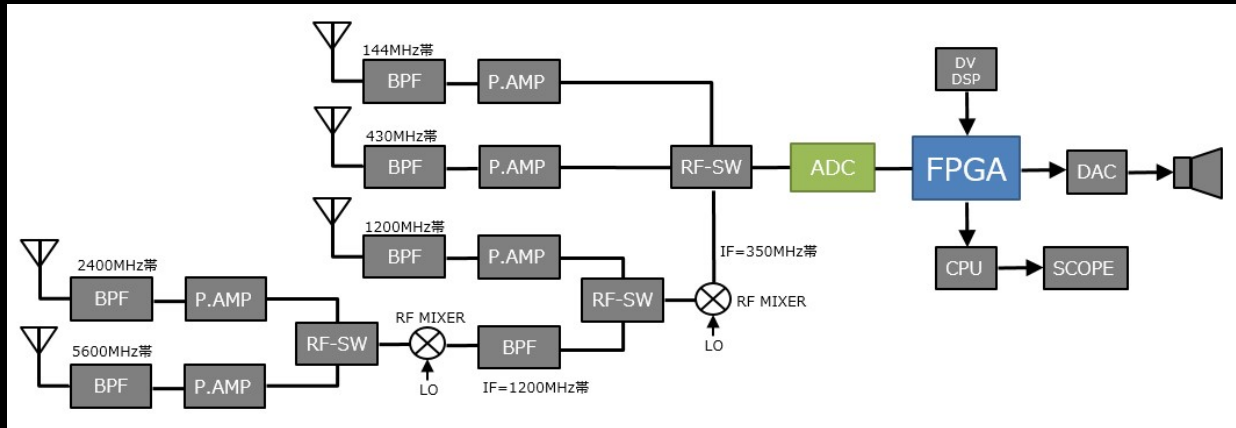 144MHz帯
BPF
P.AMP
430MHz帯
BPF
P.AMP
RF-SW
ADC
FPGA
DV
DSP
DAC
CPU
SCOPE
1200MHz帯
BPF
P.AMP
RF-SW
IF=350MHz帯
RF MIXER
LO
2400MHz帯
BPF
P.AMP
RF-SW
RF MIXER
LO
BPF
IF=1200MHz帯
5600MHz帯
BPF
P.AMP